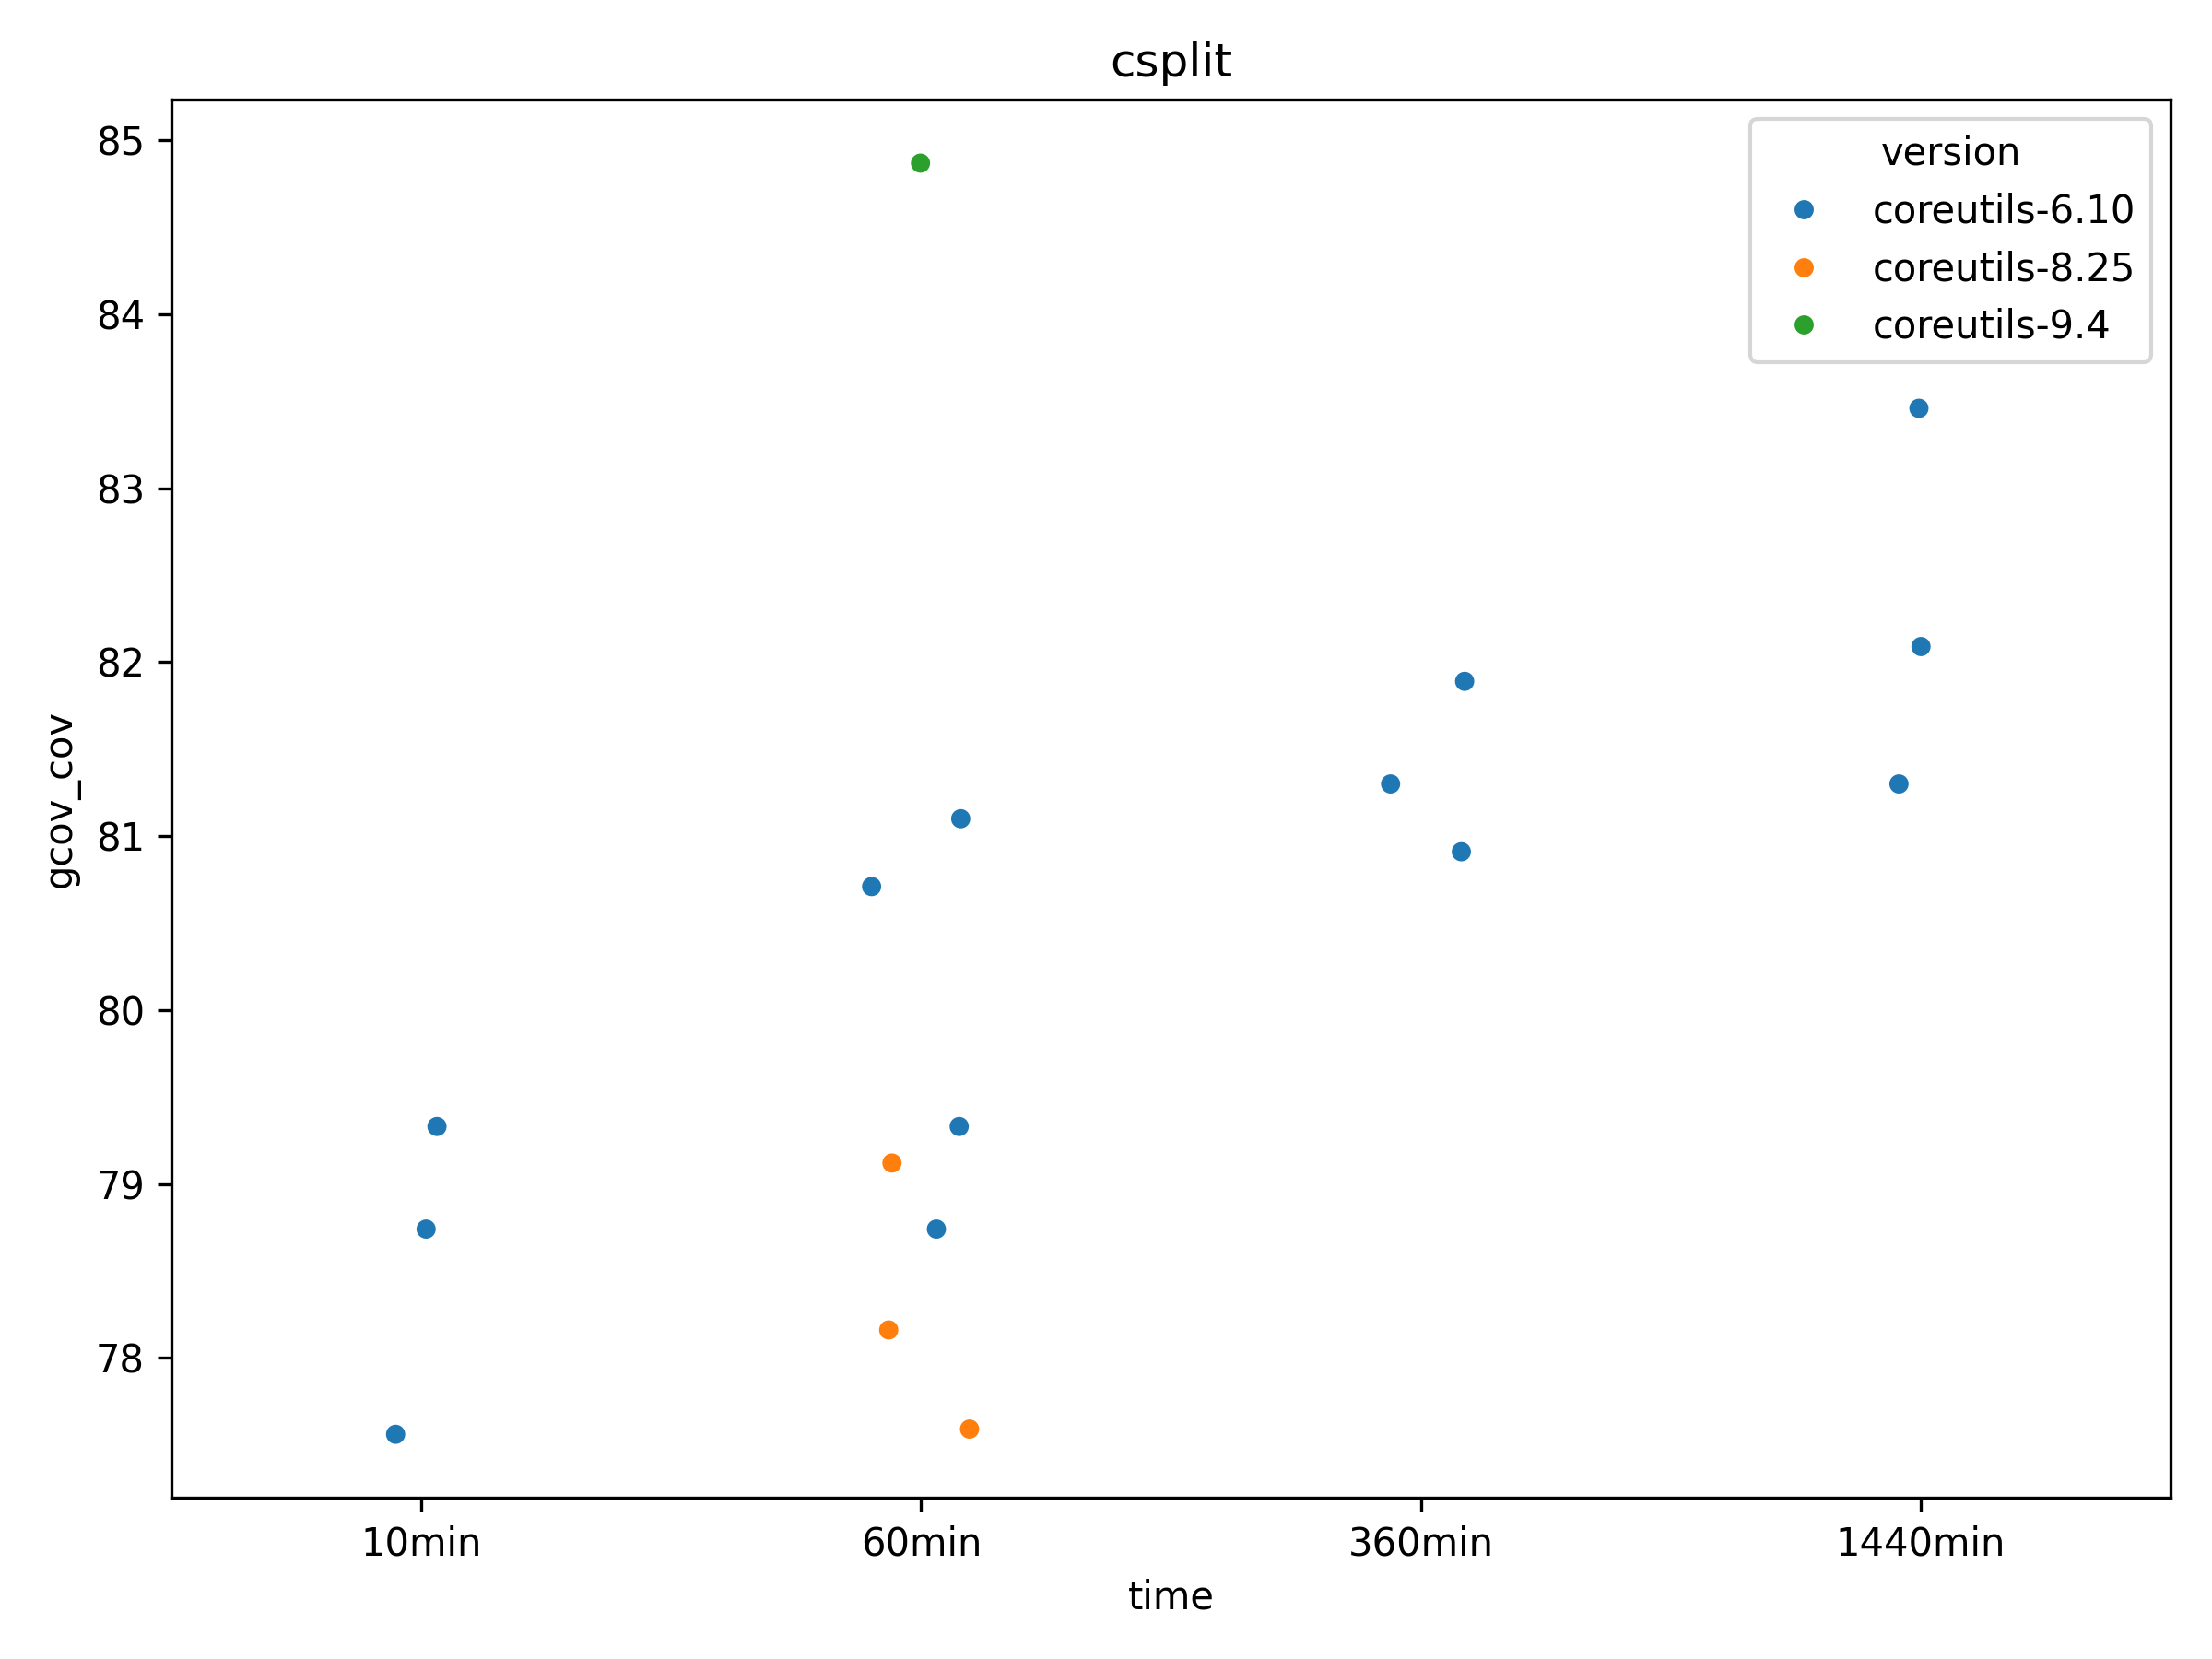 csplit
85
84
83
82
81
80
79
78
gcov_cov
version
coreutils-6.10
coreutils-8.25
coreutils-9.4
10min
60min
360min
1440min
time